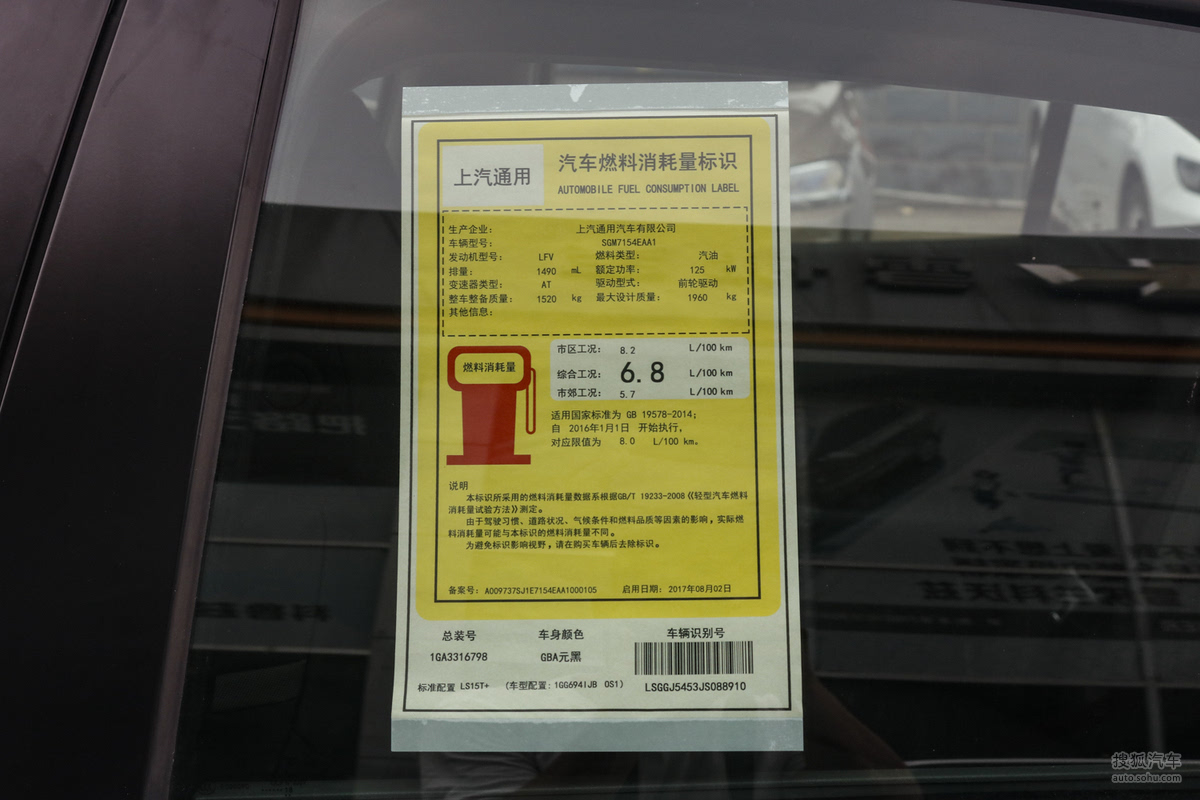 上汽通用
汽车燃料消耗量标识
AUTOMOBILE FUEL CONSUMPTION LABEL
生产企业: 上汽通用汽车有限公司
车辆型号: SGM7154EAA1
发动机型号: LFV 燃料类型: 汽油
排量: 1490 mL 额定功率: 125 kW
变速器类型: AT 驱动型式: 前轮驱动
整车整备质量: 1520 kg 最大设计质量: 1960 kg
其他信息:
燃料消耗量
市区工况: 8.2 L/100 km
综合工况: 6.8 L/100 km
市郊工况: 5.7 L/100 km
适用国家标准为 GB 19578-2014;
自 2016年1月1日 开始执行,
对应限值为 8.0 L/100 km。
说明
本标识所采用的燃料消耗量数据系根据GB/T 19233-2008《轻型汽车燃料
消耗量试验方法》测定。
由于驾驶习惯、道路状况、气候条件和燃料品质等因素的影响,实际燃
料消耗量可能与本标识的燃料消耗量不同。
为避免标识影响视野,请在购买车辆后去除标识。
备案号: A009737SJ1E7154EAA1000105 启用日期: 2017年08月02日
总装号 车身颜色 车辆识别号
1GA3316798 GBA元黑
标准配置 LS15T+ (车型配置: 1GG694IJB OS1) LSGGJ5453JS088910
搜狐汽车
auto.sohu.com